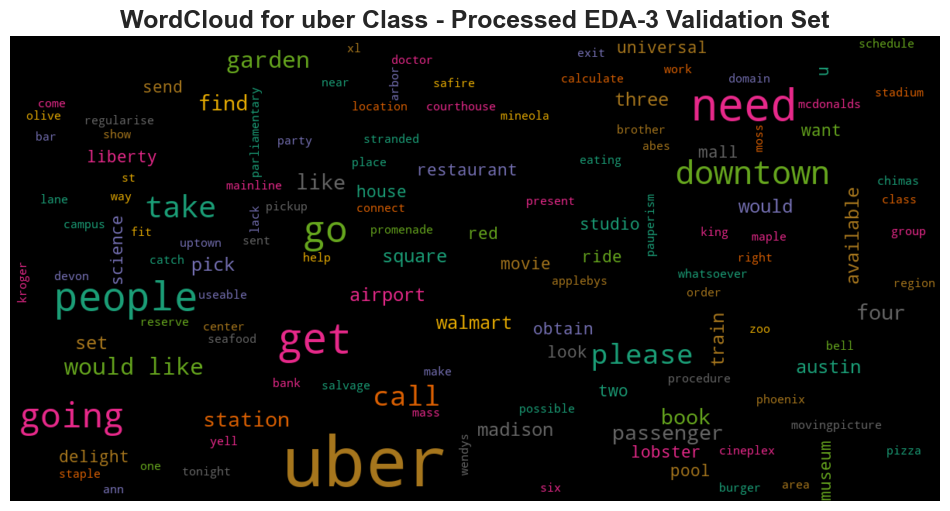 WordCloud for uber Class - Processed EDA-3 Validation Set
xl
exit
universal
schedule
garden
doctor
near
arbor
safire
calculate
work
domain
u
send
find
need
three
stadium
come
location
courthouse
mcdonalds
olive
mineola
regularise
parliamentary
brother
want
bar
show
party
stranded
abes
moss
liberty
place
restaurant
eating
mall
downtown
st
mainline
like
house
chimas
lane
way
take
pickup
connect
present
pauperism
would
class
campus
lack
go
promenade
red
studio
king
maple
available
group
science
fit
uptown
sent
square
ride
right
catch
pick
help
movie
whatsoever
kroger
devon
applebys
region
people
useable
airport
order
reserve
center
get
walmart
obtain
train
zoo
four
set
seafood
look
please
bell
would like
make
procedure
austin
bank
salvage
call
two
phoenix
going
station
mass
possible
book
movingpicture
madison
passenger
yell
delight
wendys
lobster
cineplex
museum
pizza
one
tonight
uber
pool
staple
area
ann
six
burger